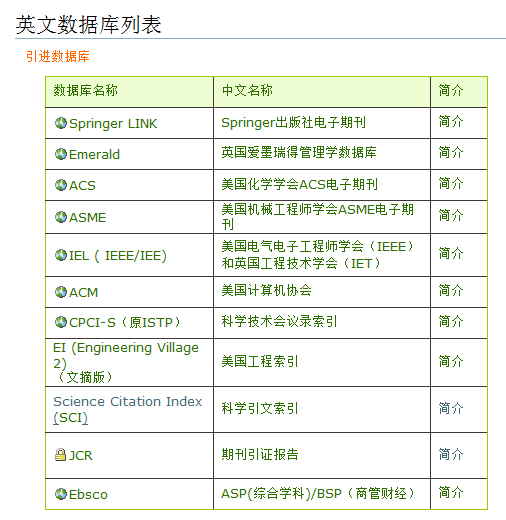 英文数据库列表
引进数据库
数据库名称 中文名称 简介
Springer LINK Springer出版社电子期刊 简介
Emerald 英国爱墨瑞得管理学数据库 简介
ACS 美国化学学会ACS电子期刊 简介
ASME 美国机械工程师学会ASME电子期
刊 简介
IEL ( IEEE/IEE) 美国电气电子工程师学会（IEEE）
和英国工程技术学会（IET） 简介
ACM 美国计算机协会 简介
CPCI-S（原ISTP） 科学技术会议录索引 简介
EI (Engineering Village
2)
（文摘版） 美国工程索引 简介
Science Citation Index
(SCI) 科学引文索引 简介
JCR 期刊引证报告 简介
Ebsco ASP(综合学科)/BSP（商管财经） 简介